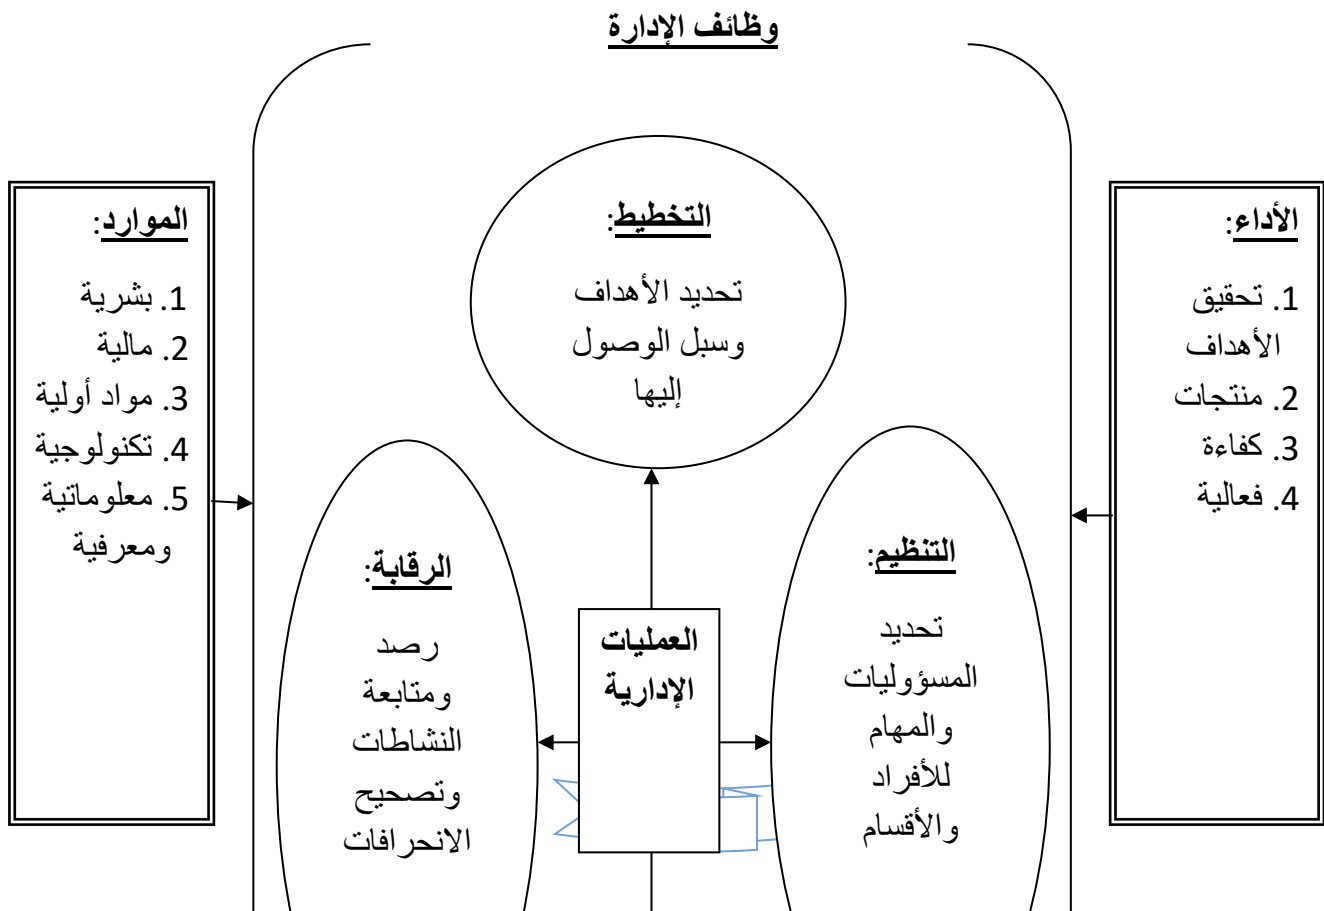 وظائف الإدارة
التخطيط:
تحديد الأهداف
وسبل الوصول
إليها
الأداء:
1. تحقيق
الأهداف
2. منتجات
3. كفاءة
4. فعالية
الموارد:
1. بشرية
2. مالية
3. مواد أولية
4. تكنولوجية
5. معلوماتية
ومعرفية
التنظيم:
تحديد
المسؤوليات
والمهام
للأفراد
والأقسام
العمليات
الإدارية
الرقابة:
رصد
ومتابعة
النشاطات
وتصحيح
الانحرافات